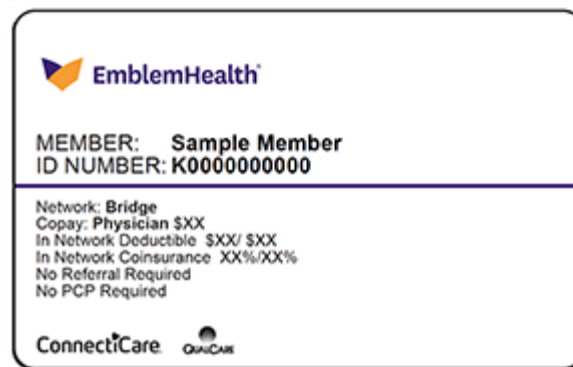 EmblemHealth
MEMBER: Sample Member
ID NUMBER: K0000000000
Network: Bridge
Copay: Physician $XX
In Network Deductible $XX/ $XX
In Network Coinsurance XX%/XX%
No Referral Required
No PCP Required
ConnectiCare QualCare